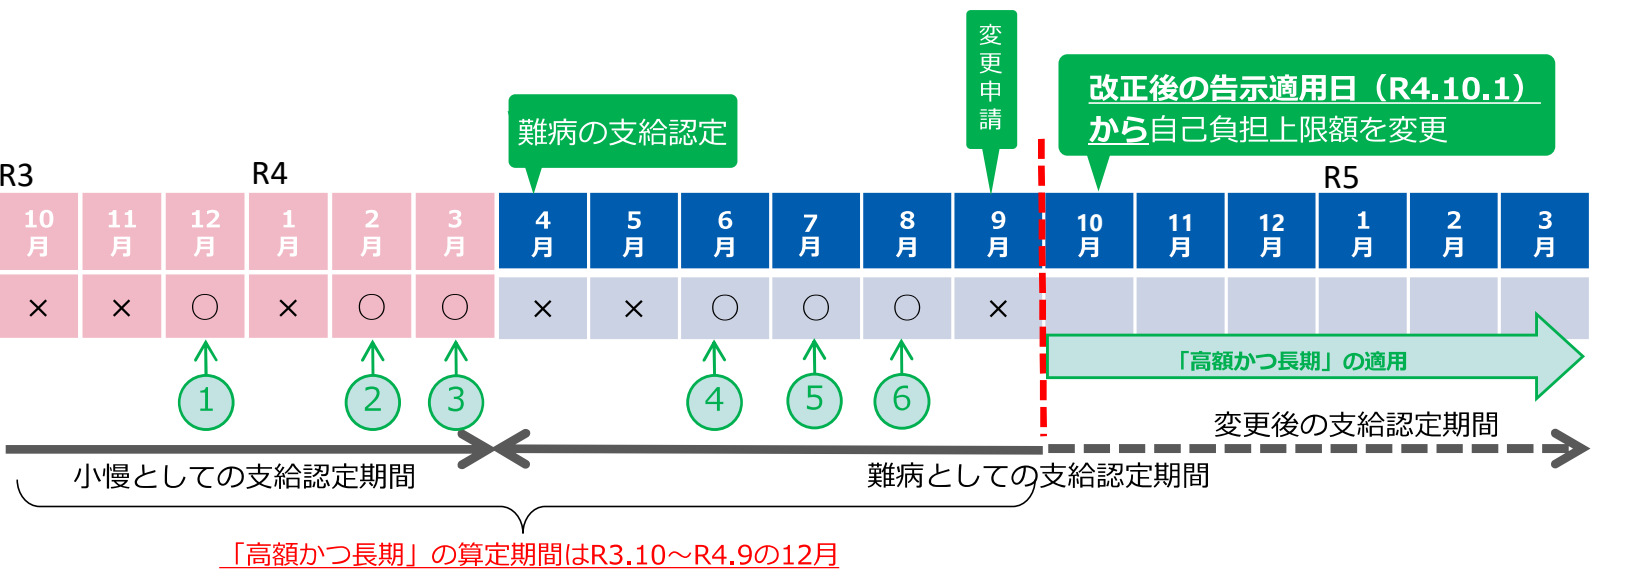 変更申請
改正後の告示適用日（R4.10.1）
から自己負担上限額を変更
難病の支給認定
R3
R4
R5
10月 11月 12月 1月 2月 3月 4月 5月 6月 7月 8月 9月 10月 11月 12月 1月 2月 3月
× × ○ × ○ ○ × × ○ ○ ○ ×
「高額かつ長期」の適用
1 2 3 4 5 6
変更後の支給認定期間
小慢としての支給認定期間
難病としての支給認定期間
「高額かつ長期」の算定期間はR3.10～R4.9の12月